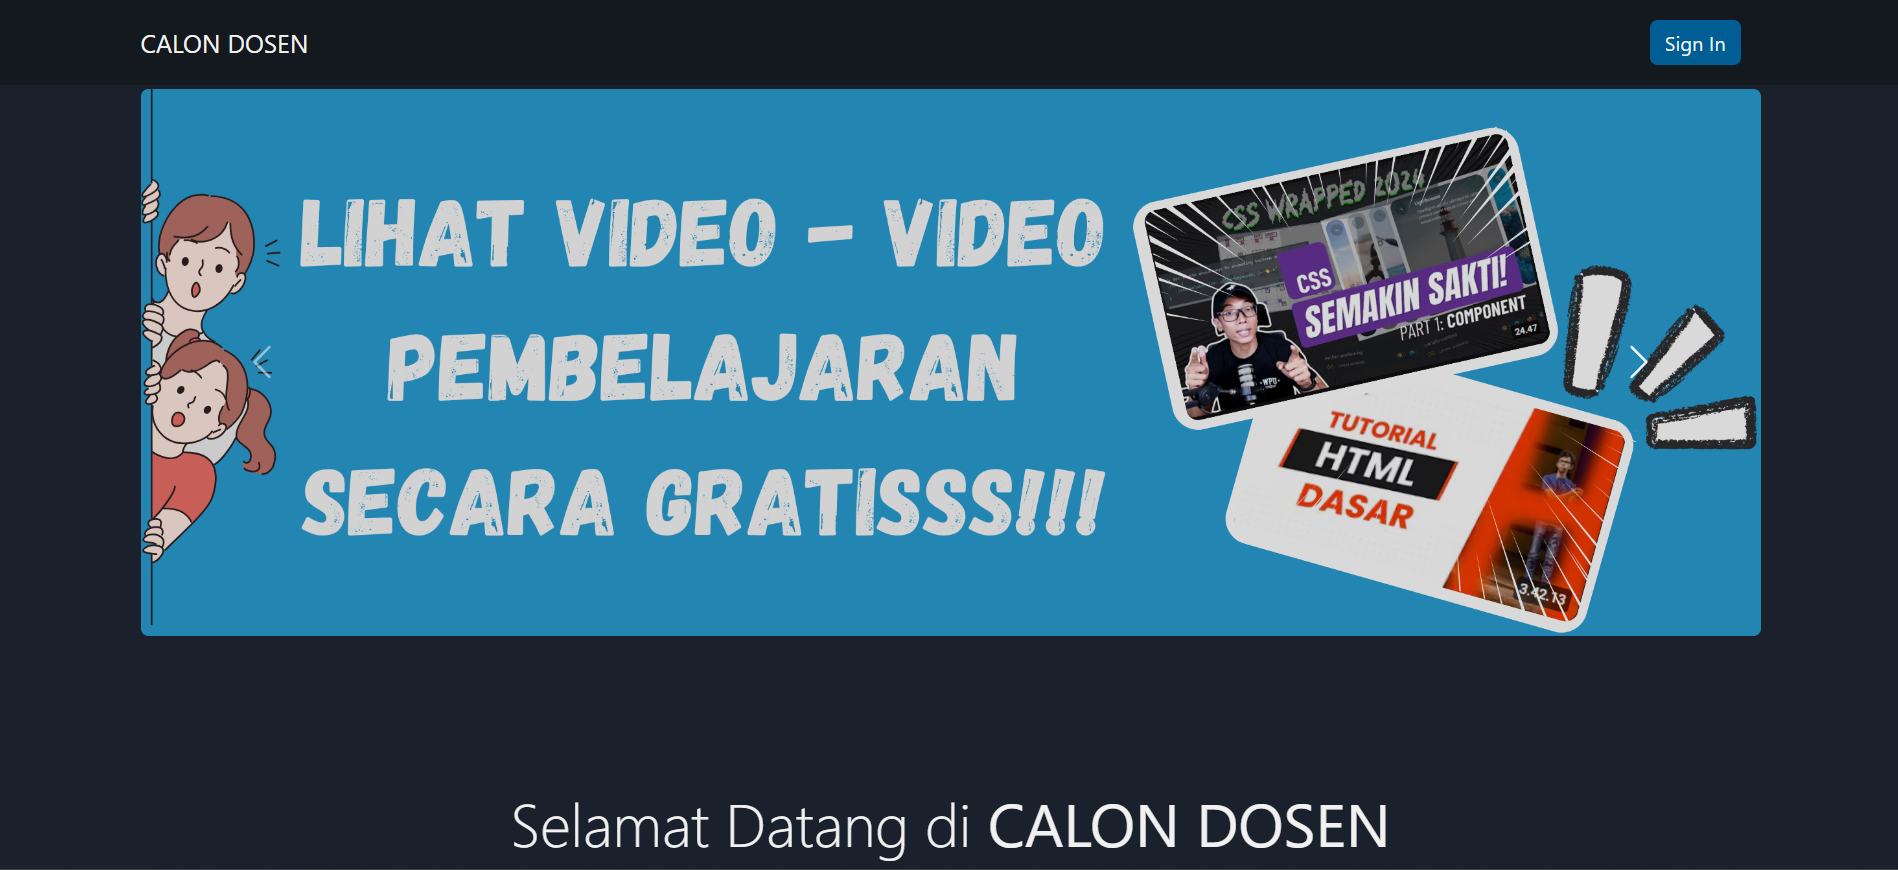 CALON DOSEN
Sign In
LIHAT VIDEO - VIDEO
PEMBELAJARAN
SECARA GRATISSS!!!
CSS WRAPPED 2024
CSS
SEMAKIN SAKTI!
PART 1: COMPONENT
24.47
WPU
TUTORIAL
HTML
DASAR
3.42.13
Selamat Datang di CALON DOSEN